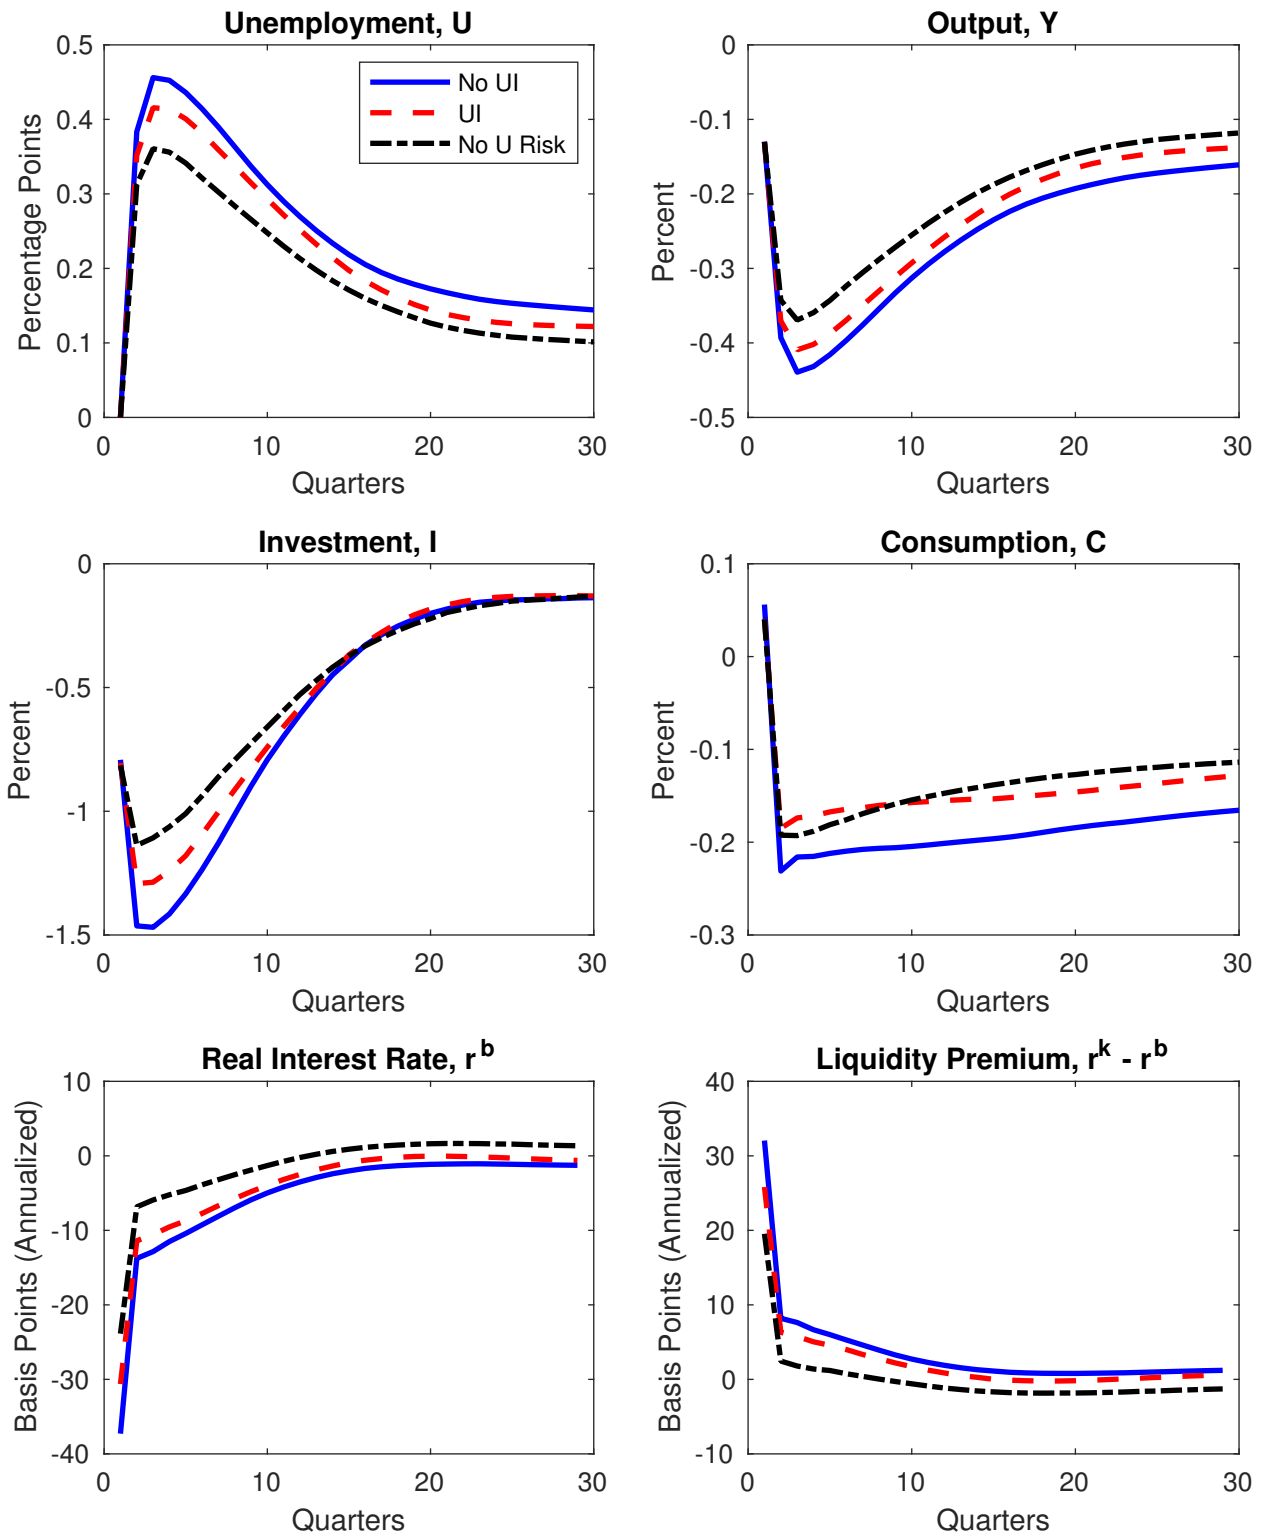 Unemployment, U
0.5
0.4
0.3
0.2
0.1
0
Percentage Points
No UI
UI
No U Risk
0
10
20
30
Quarters
Output, Y
0
-0.1
-0.2
-0.3
-0.4
-0.5
Percent
0
10
20
30
Quarters
Investment, I
0
-0.5
-1
-1.5
Percent
0
10
20
30
Quarters
Consumption, C
0.1
0
-0.1
-0.2
-0.3
Percent
0
10
20
30
Quarters
Real Interest Rate, r^b
10
0
-10
-20
-30
-40
Basis Points (Annualized)
0
10
20
30
Quarters
Liquidity Premium, r^k - r^b
40
30
20
10
0
-10
Basis Points (Annualized)
0
10
20
30
Quarters